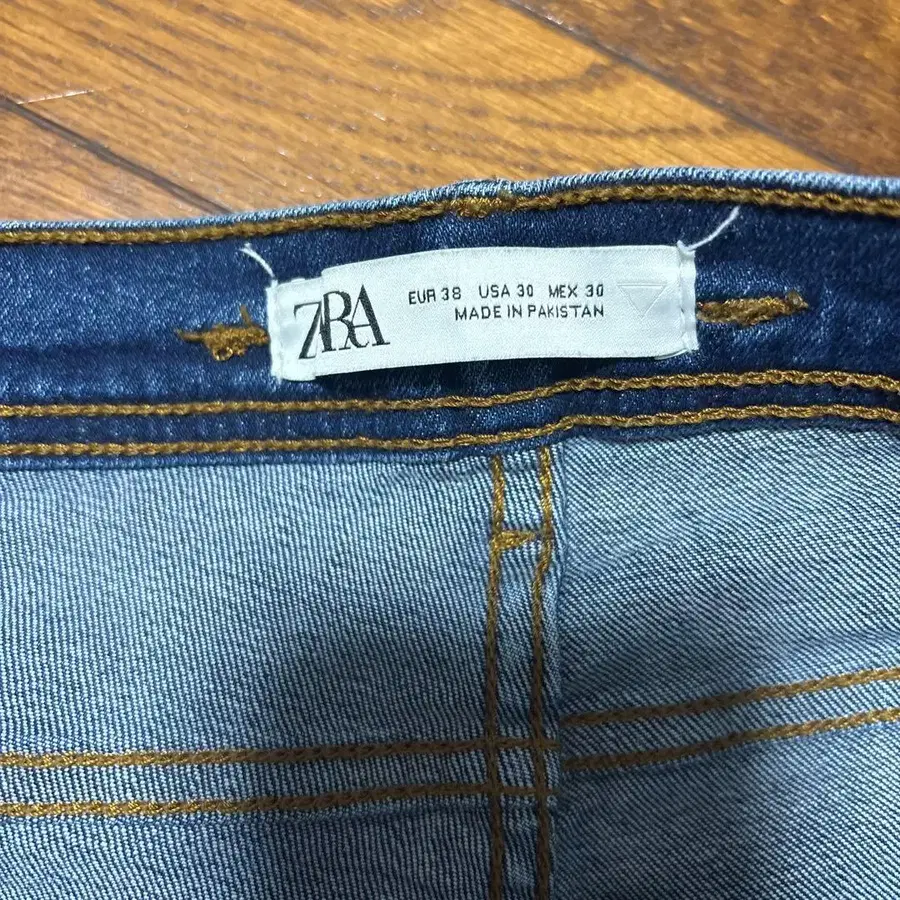 ZARA
EUR 38 USA 30 MEX 30
MADE IN PAKISTAN